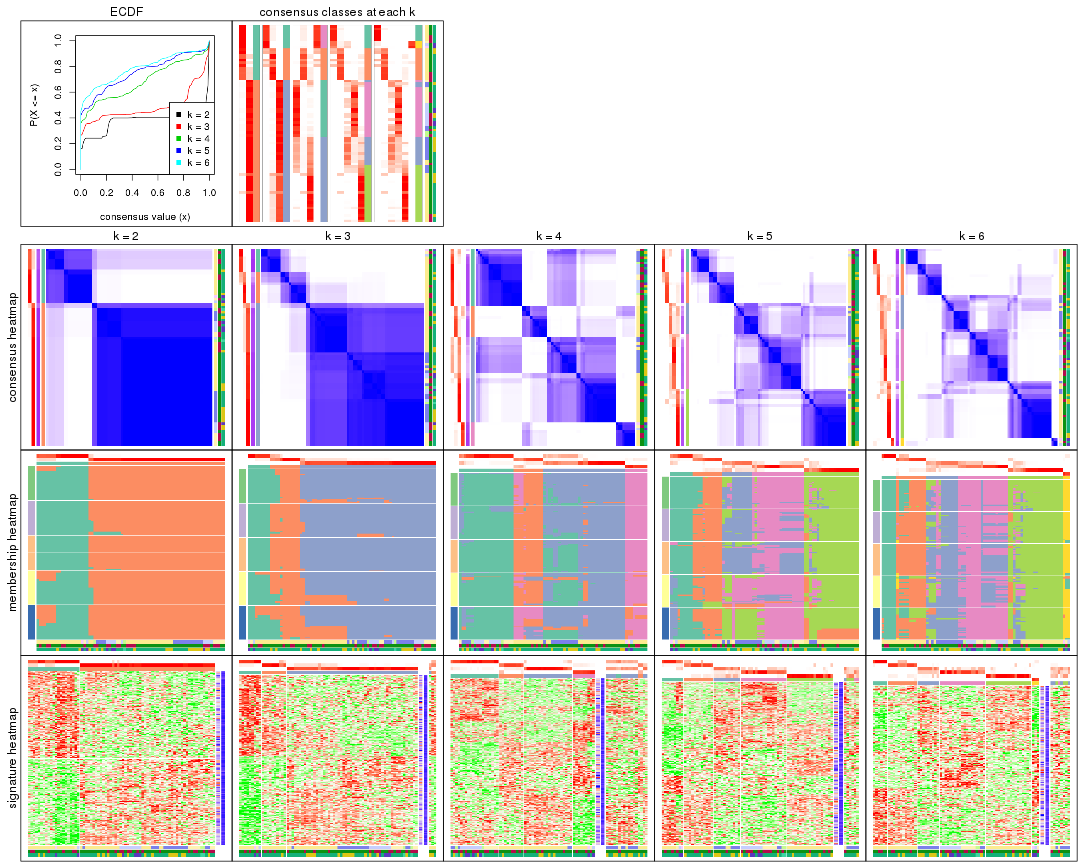 ECDF
consensus classes at each k
P(X <= x)
0.0 0.2 0.4 0.6 0.8 1.0
k = 2
k = 3
k = 4
k = 5
k = 6
0.0 0.2 0.4 0.6 0.8 1.0
consensus value (x)
k = 2
k = 3
k = 4
k = 5
k = 6
consensus heatmap
membership heatmap
signature heatmap